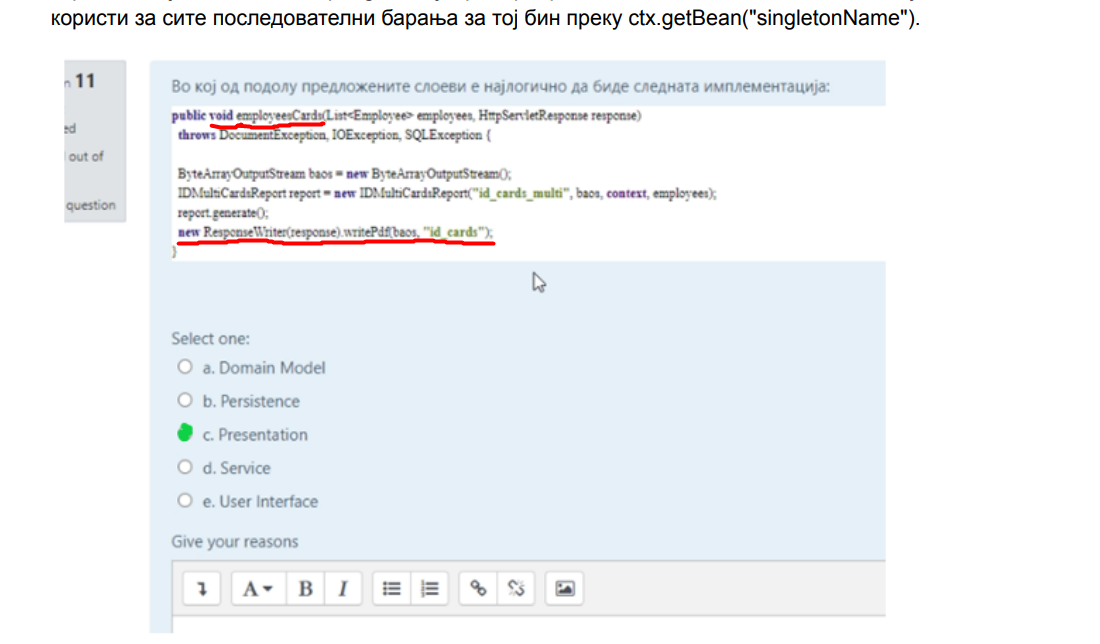 користи за сите последователни барања за тој бин преку ctx.getBean("singletonName").
11
Во кој од подолу предложените слоеви е најлогично да биде следната имплементација:
ed
out of
question
public void employeesCards(List<Employee> employees, HttpServletResponse response)
throws DocumentException, IOException, SQLException {
ByteArrayOutputStream baos = new ByteArrayOutputStream();
IDMultiCardsReport report = new IDMultiCardsReport("id_cards_multi", baos, context, employees);
report.generate();
new ResponseWriter(response).writePdf(baos, "id_cards");
}
Select one:
a. Domain Model
b. Persistence
c. Presentation
d. Service
e. User Interface
Give your reasons
A B I